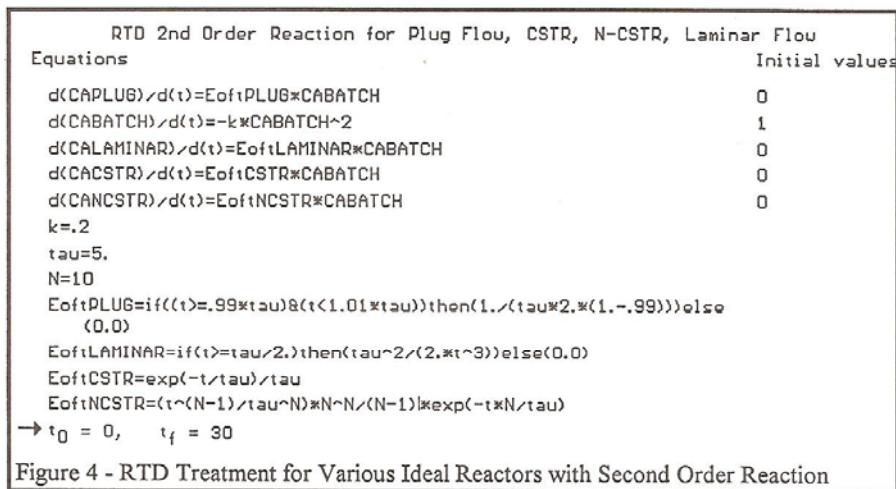 RTD 2nd Order Reaction for Plug Flow, CSTR, N-CSTR, Laminar Flow
Equations Initial values
d(CAPLUG)/d(t)=EoftPLUG*CABATCH 0
d(CABATCH)/d(t)=-k*CABATCH^2 1
d(CALAMINAR)/d(t)=EoftLAMINAR*CABATCH 0
d(CACSTR)/d(t)=EoftCSTR*CABATCH 0
d(CANCSTR)/d(t)=EoftNCSTR*CABATCH 0
k=.2
tau=5.
N=10
EoftPLUG=if((t>=.99*tau)&(t<1.01*tau))then(1./(tau*2.*(1.-.99)))else
(0.0)
EoftLAMINAR=if(t>=tau/2.)then(tau^2/(2.*t^3))else(0.0)
EoftCSTR=exp(-t/tau)/tau
EoftNCSTR=(t^(N-1)/tau^N)*N^N/(N-1)|*exp(-t*N/tau)
→ t0 = 0, tf = 30
Figure 4 - RTD Treatment for Various Ideal Reactors with Second Order Reaction